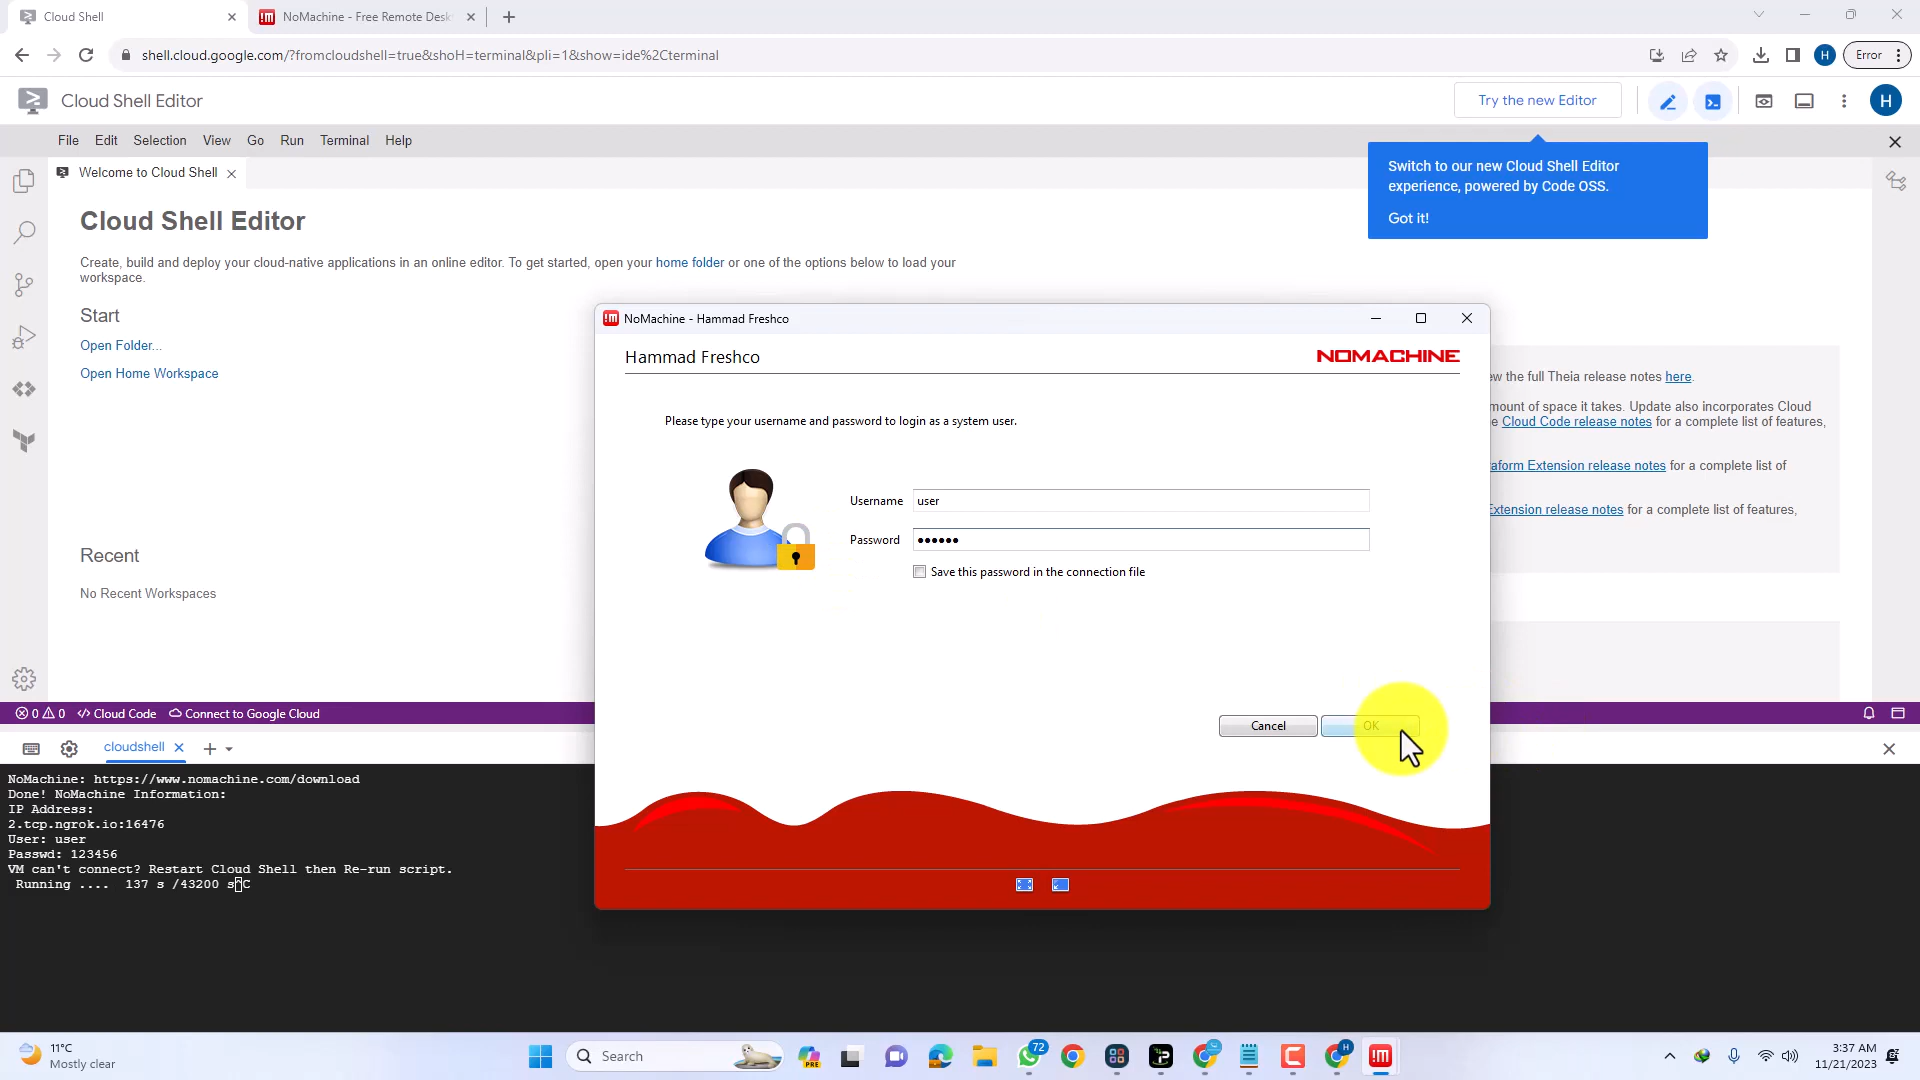 Cloud Shell
NoMachine - Free Remote Desk
shell.cloud.google.com/?fromcloudshell=true&shoH=terminal&pli=1&show=ide%2Cterminal
H
Error
Cloud Shell Editor
Try the new Editor
H
File Edit Selection View Go Run Terminal Help
Switch to our new Cloud Shell Editor
experience, powered by Code OSS.
Got it!
Welcome to Cloud Shell
Cloud Shell Editor
Create, build and deploy your cloud-native applications in an online editor. To get started, open your home folder or one of the options below to load your
workspace.
Start
Open Folder...
Open Home Workspace
Recent
No Recent Workspaces
ew the full Theia release notes here.
mount of space it takes. Update also incorporates Cloud
e Cloud Code release notes for a complete list of features,
aform Extension release notes for a complete list of
Extension release notes for a complete list of features,
!m NoMachine - Hammad Freshco
Hammad Freshco
NOMACHINE
Please type your username and password to login as a system user.
Username user
Password ••••••
Save this password in the connection file
Cancel OK
0 0 Cloud Code Connect to Google Cloud
cloudshell
NoMachine: https://www.nomachine.com/download
Done! NoMachine Information:
IP Address:
2.tcp.ngrok.io:16476
User: user
Passwd: 123456
VM can't connect? Restart Cloud Shell then Re-run script.
Running .... 137 s /43200 s^C
11°C
Mostly clear
Search
PRE
72
H
!m
3:37 AM
11/21/2023